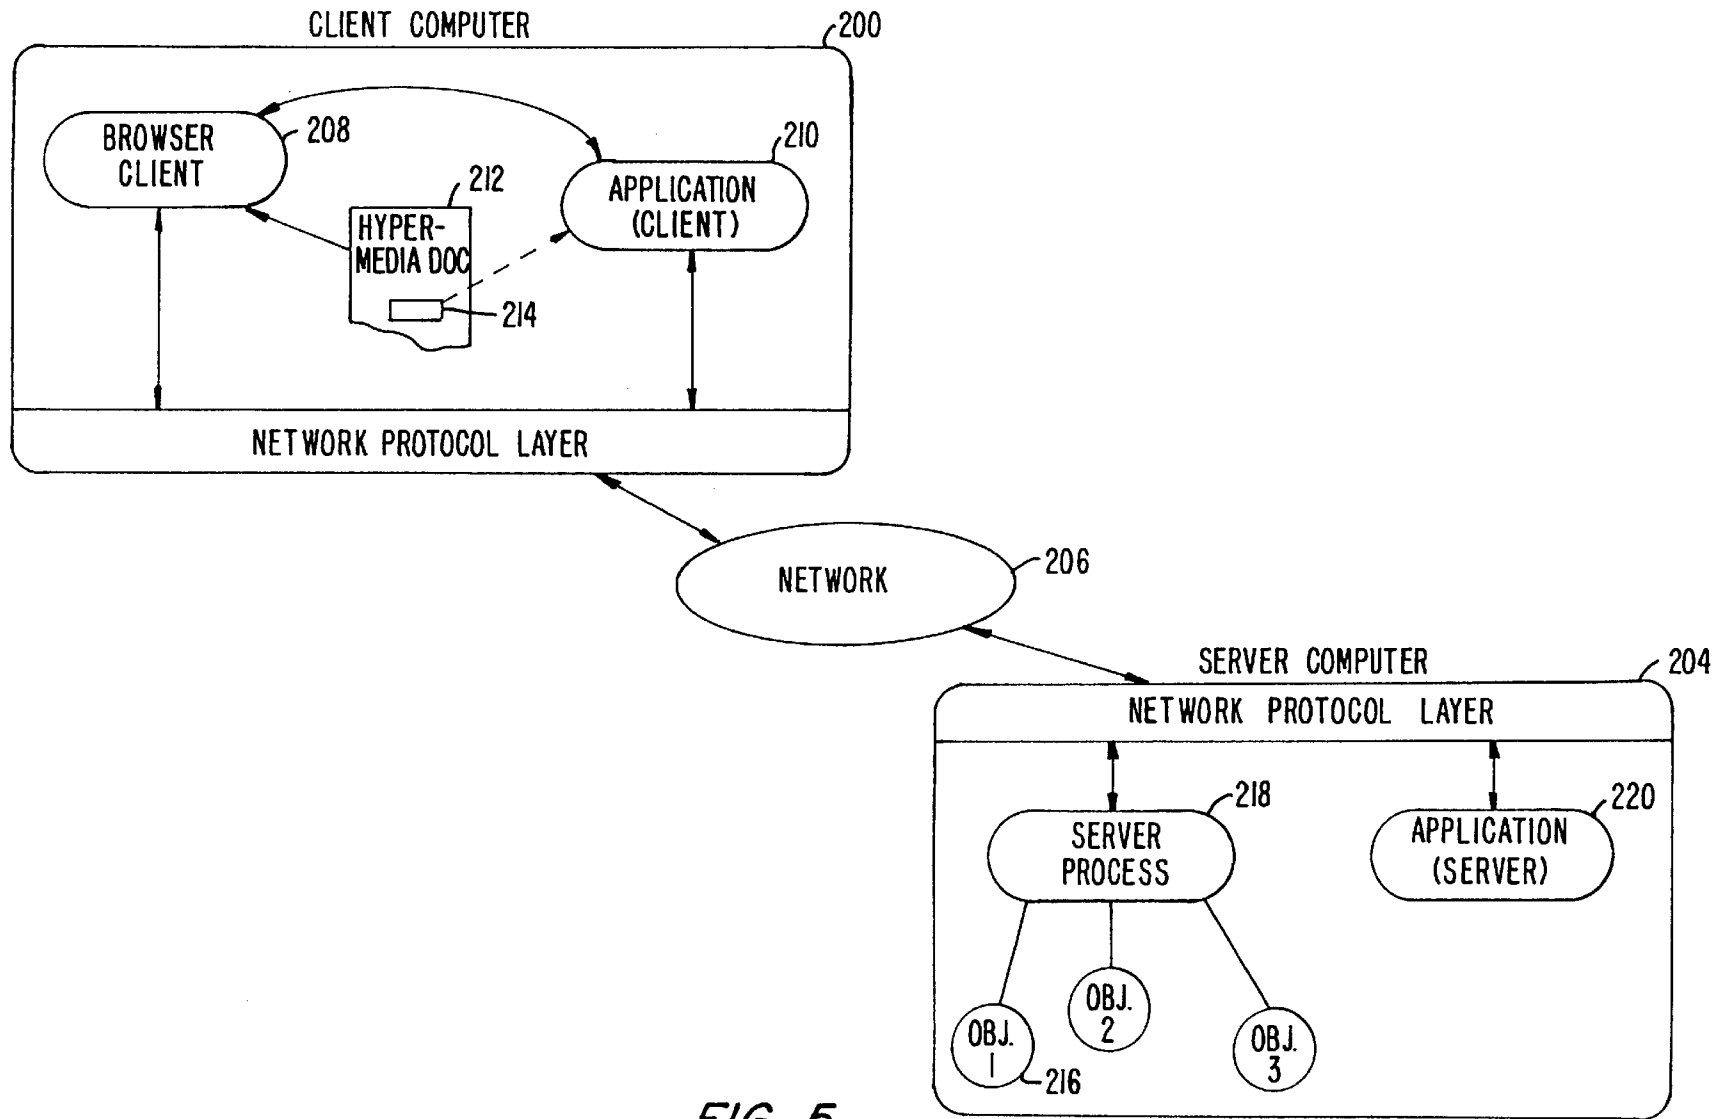 CLIENT COMPUTER
200
BROWSER
CLIENT
208
210
APPLICATION
(CLIENT)
212
HYPER-
MEDIA DOC
214
NETWORK PROTOCOL LAYER
NETWORK
206
SERVER COMPUTER
204
NETWORK PROTOCOL LAYER
218
SERVER
PROCESS
220
APPLICATION
(SERVER)
OBJ.
1
216
OBJ.
2
OBJ.
3
FIG. 5